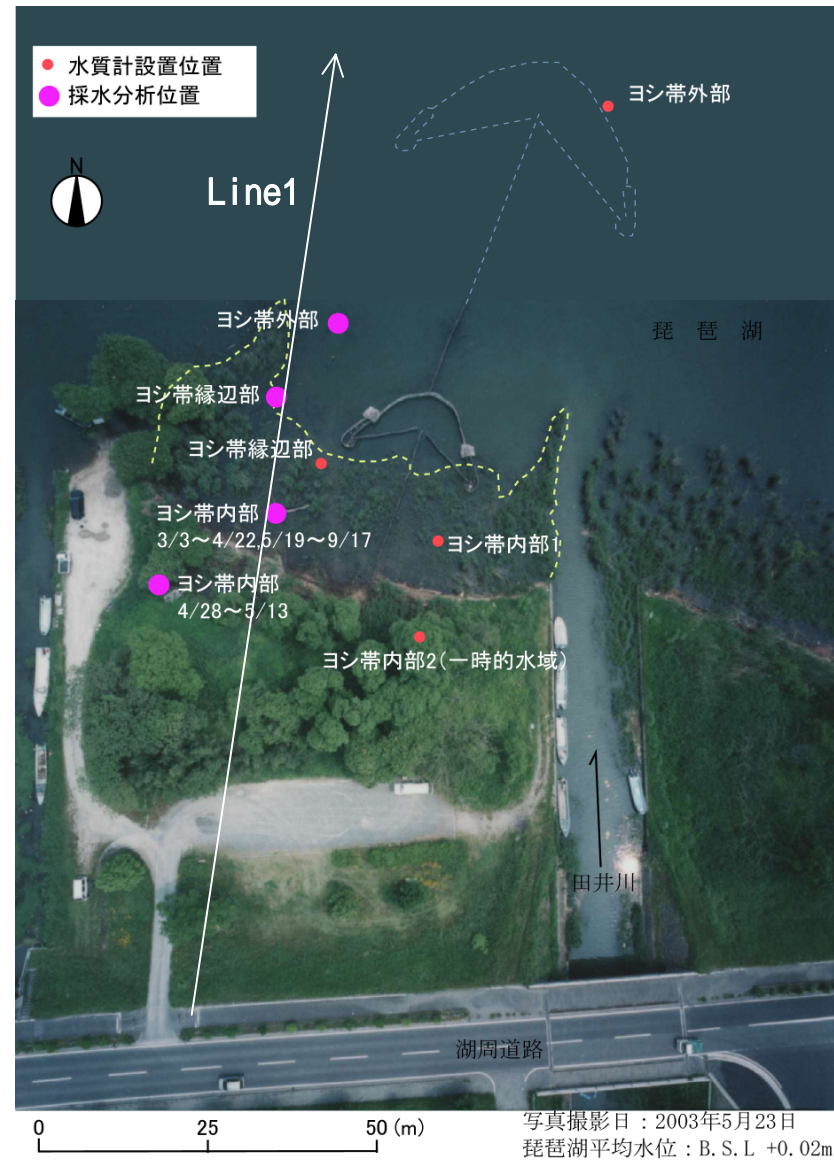 水質計設置位置
採水分析位置
ヨシ帯外部
N
Line1
ヨシ帯外部
琵 琶 湖
ヨシ帯縁辺部
ヨシ帯縁辺部
ヨシ帯内部
3/3～4/22,5/19～9/17
ヨシ帯内部1
ヨシ帯内部
4/28～5/13
ヨシ帯内部2(一時的水域)
田井川
湖周道路
0 25 50 (m)
写真撮影日：2003年5月23日
琵琶湖平均水位：B.S.L +0.02m